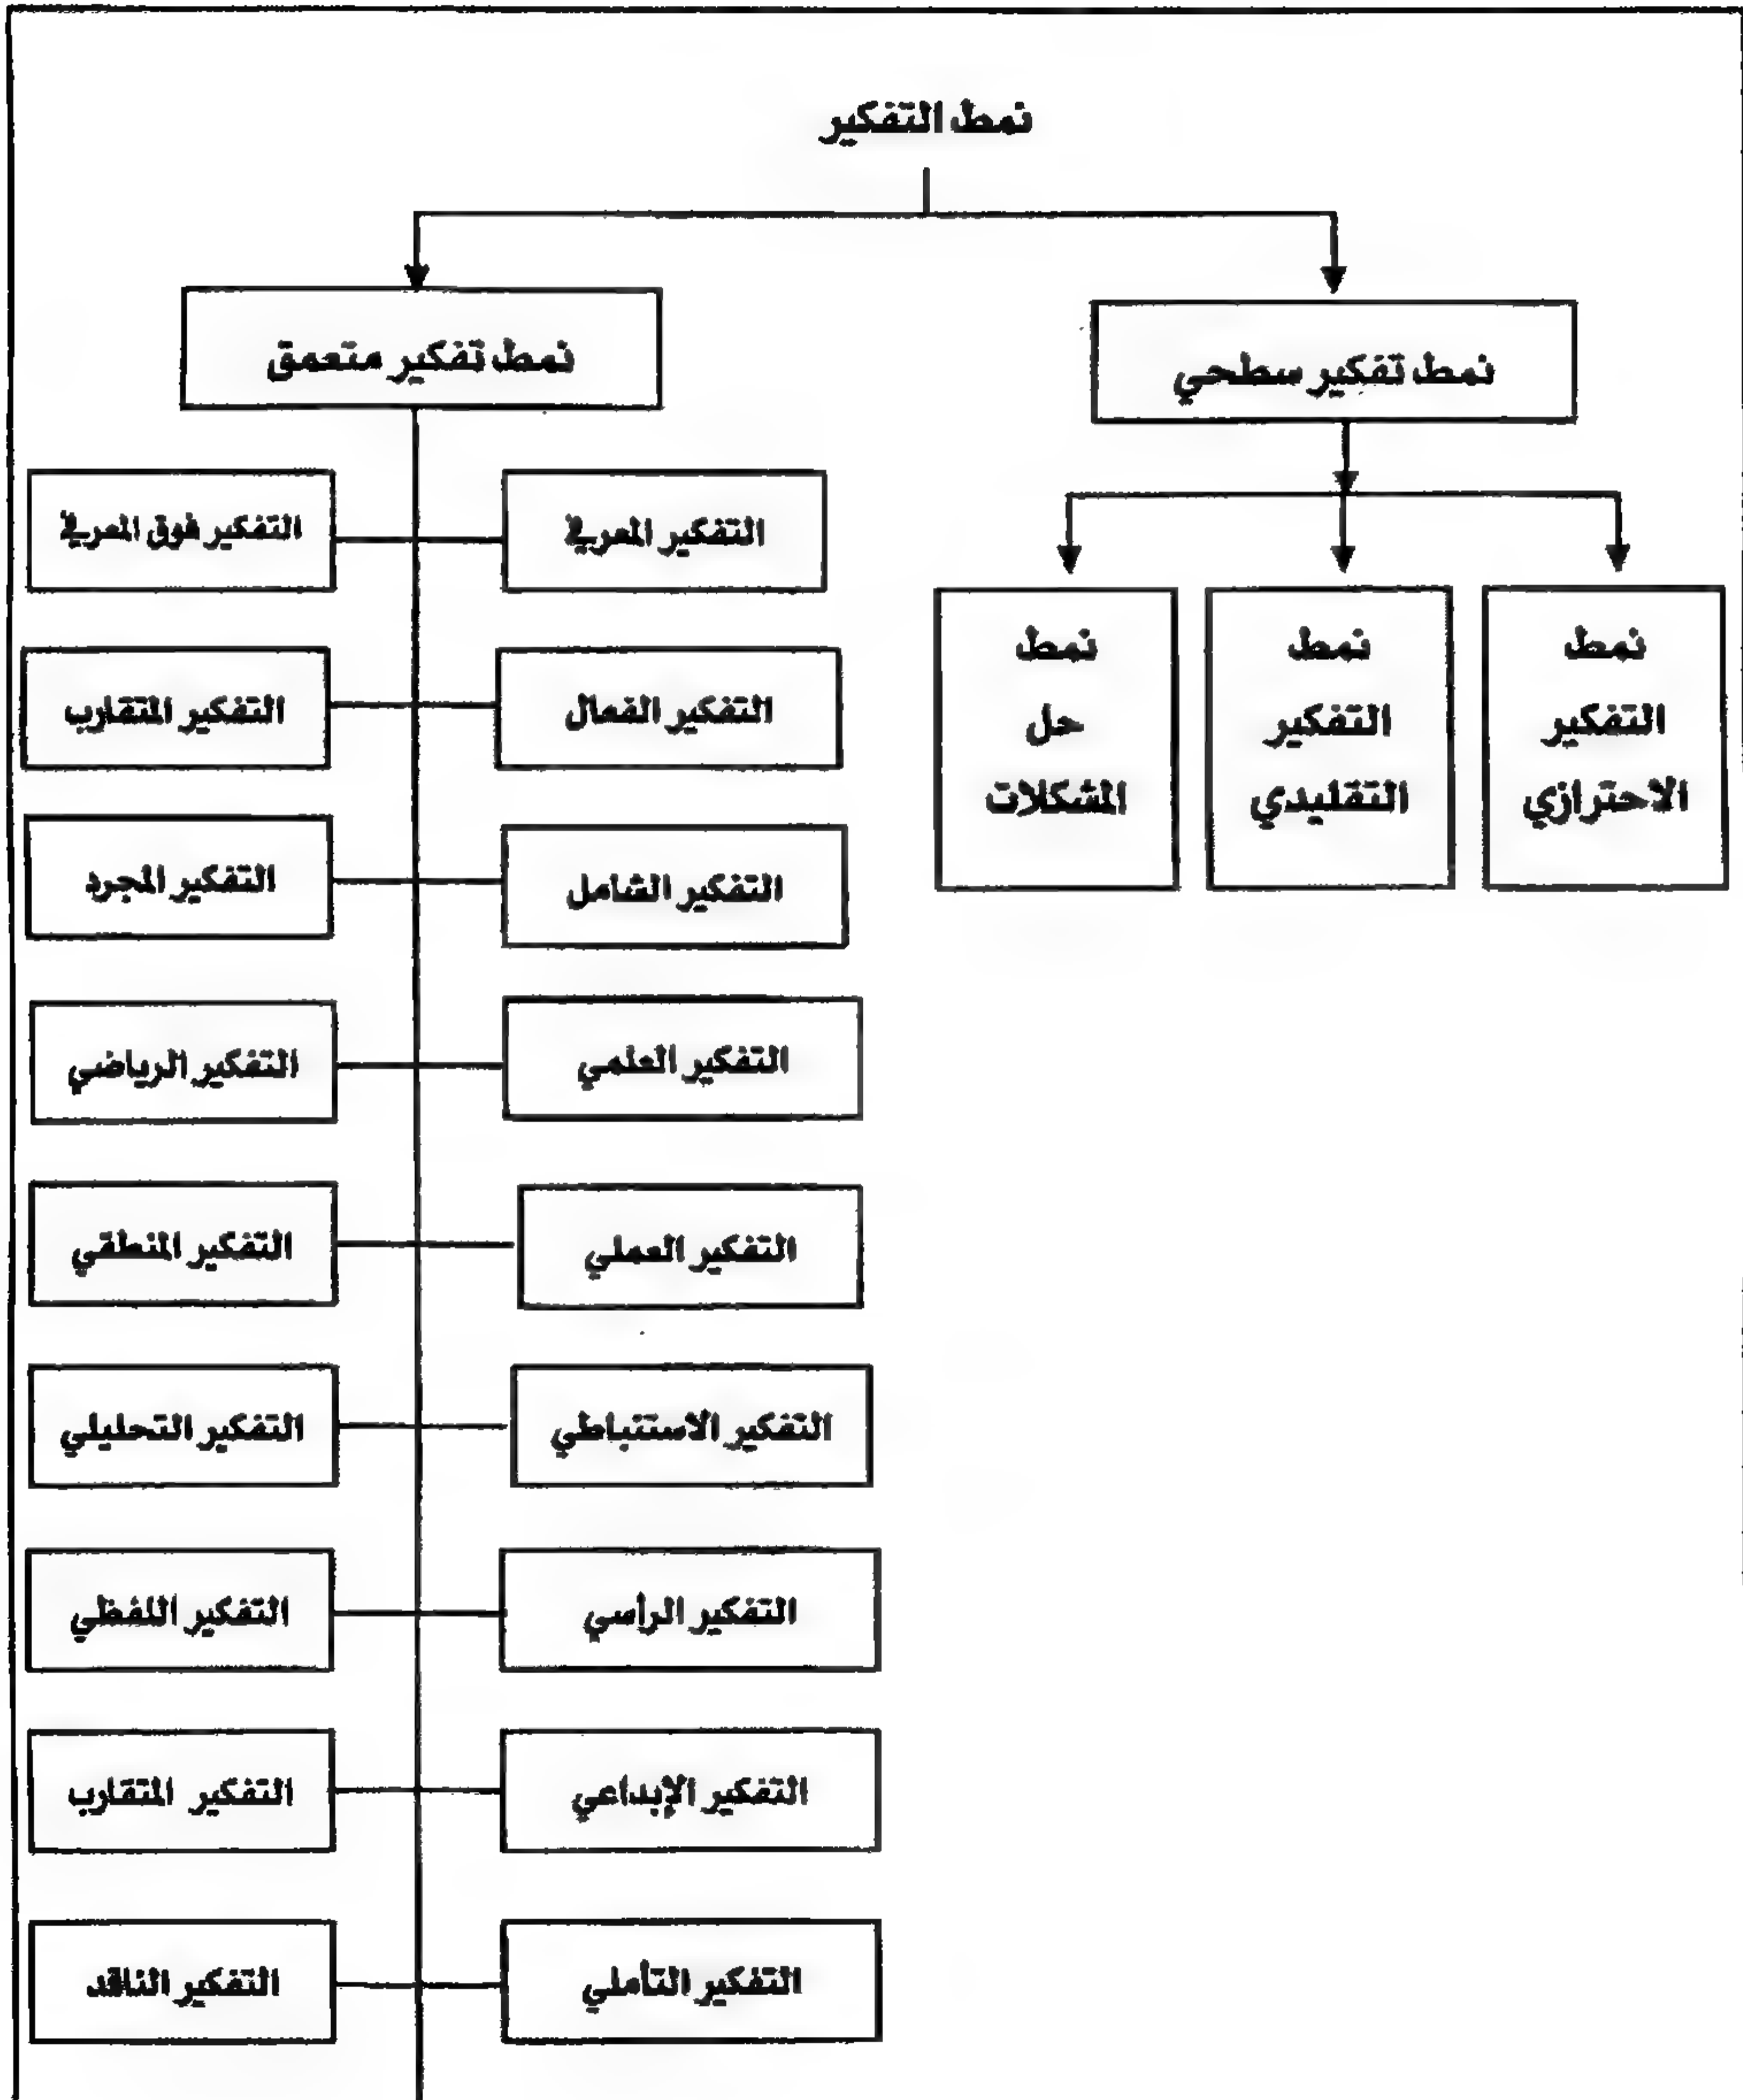 نمط التفكير
نمط تفكير سطحي
نمط تفكير متعمق
نمط
التفكير
الاحترازي
نمط
التفكير
التقليدي
نمط
حل
المشكلات
التفكير المعرفي
التفكير فوق المعرفي
التفكير الفعال
التفكير المتقارب
التفكير الشامل
التفكير المجرد
التفكير العلمي
التفكير الرياضي
التفكير العملي
التفكير المنطقي
التفكير الاستنباطي
التفكير التحليلي
التفكير الرأسي
التفكير اللفظي
التفكير الإبداعي
التفكير المتقارب
التفكير التأملي
التفكير الناقد